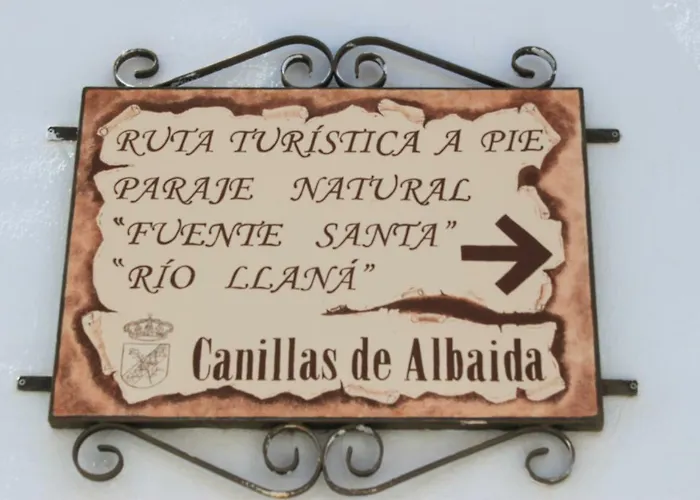 RUTA TURÍSTICA A PIE
PARAJE NATURAL
“FUENTE SANTA”
“RÍO LLANÁ”
Canillas de Albaida